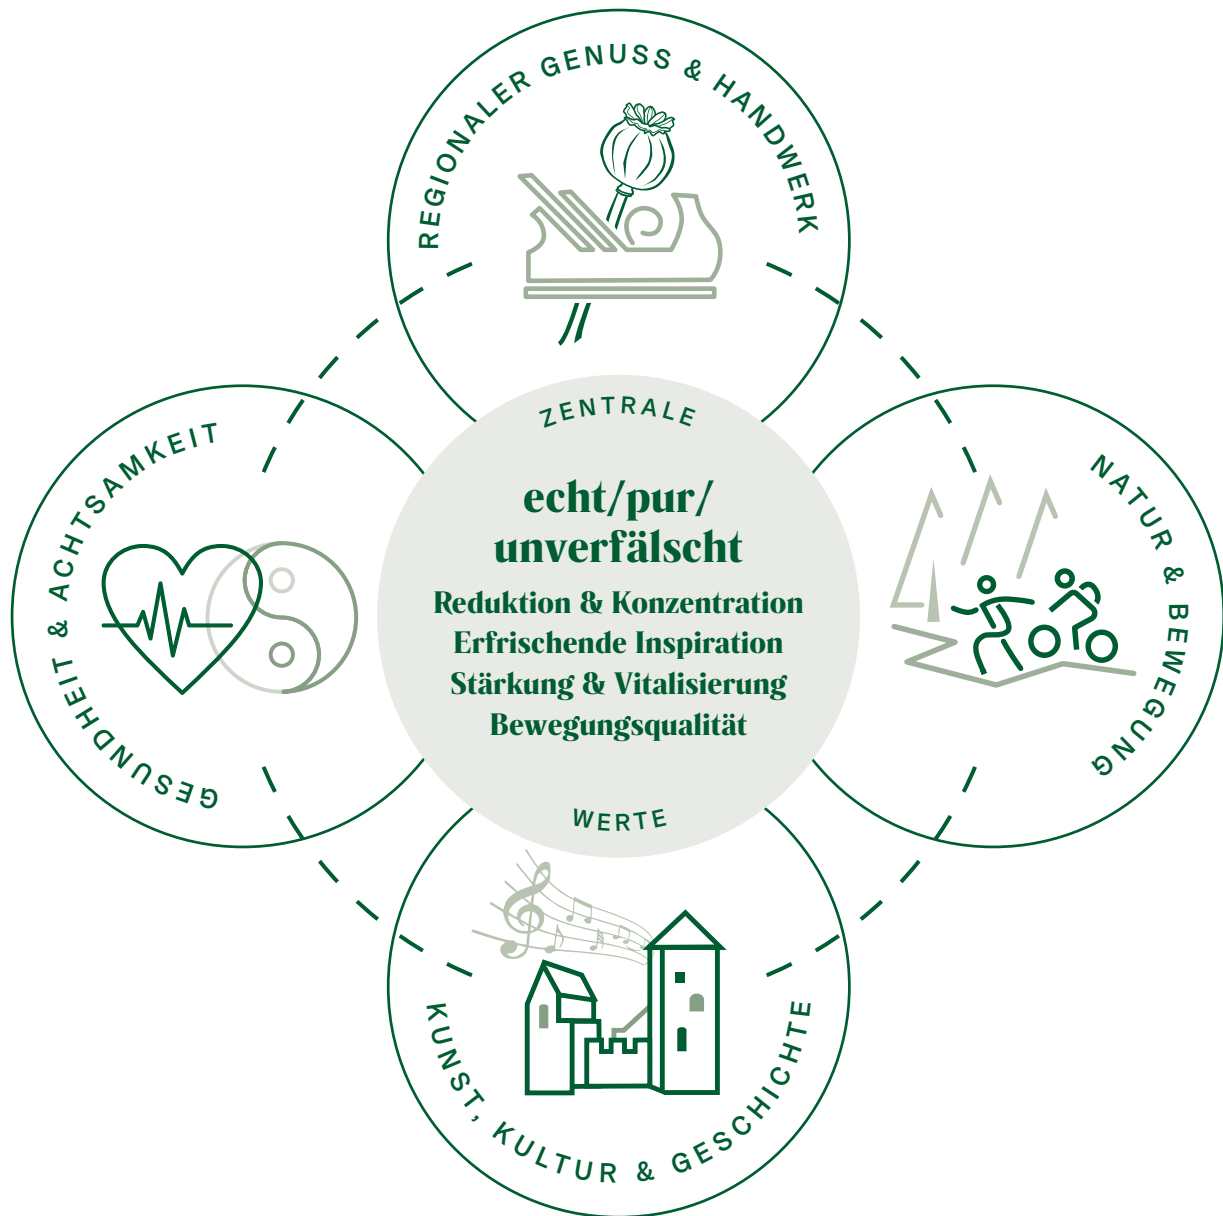 REGIONALER GENUSS & HANDWERK
GESUNDHEIT & ACHTSAMKEIT
ZENTRALE
echt/pur/
unverfälscht
Reduktion & Konzentration
Erfrischende Inspiration
Stärkung & Vitalisierung
Bewegungsqualität
WERTE
NATUR & BEWEGUNG
KUNST, KULTUR & GESCHICHTE